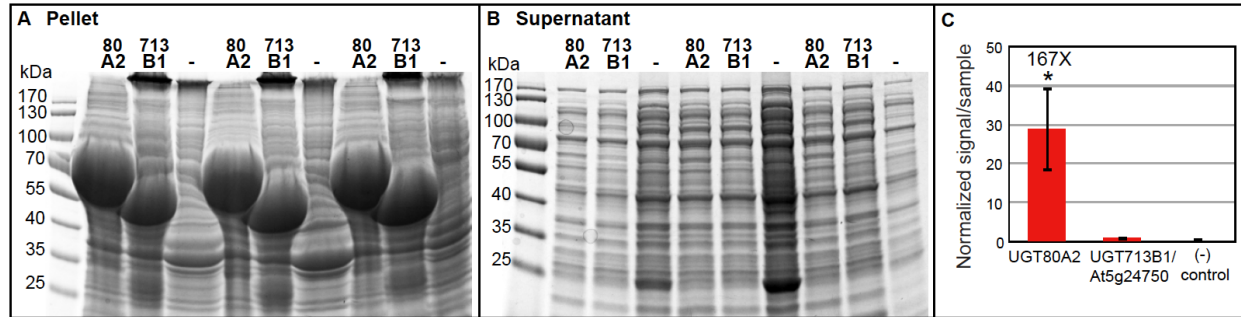 A Pellet
80 713 80 713 80 713
kDa A2 B1 - A2 B1 - A2 B1 -
170
130
100
70
55
40
35
25
B Supernatant
80 713 80 713 80 713
kDa A2 B1 - A2 B1 - A2 B1 -
170
130
100
70
55
40
35
25
C
Normalized signal/sample
50
40
30
20
10
0
167X
*
UGT80A2
UGT713B1/
At5g24750
(-)
control